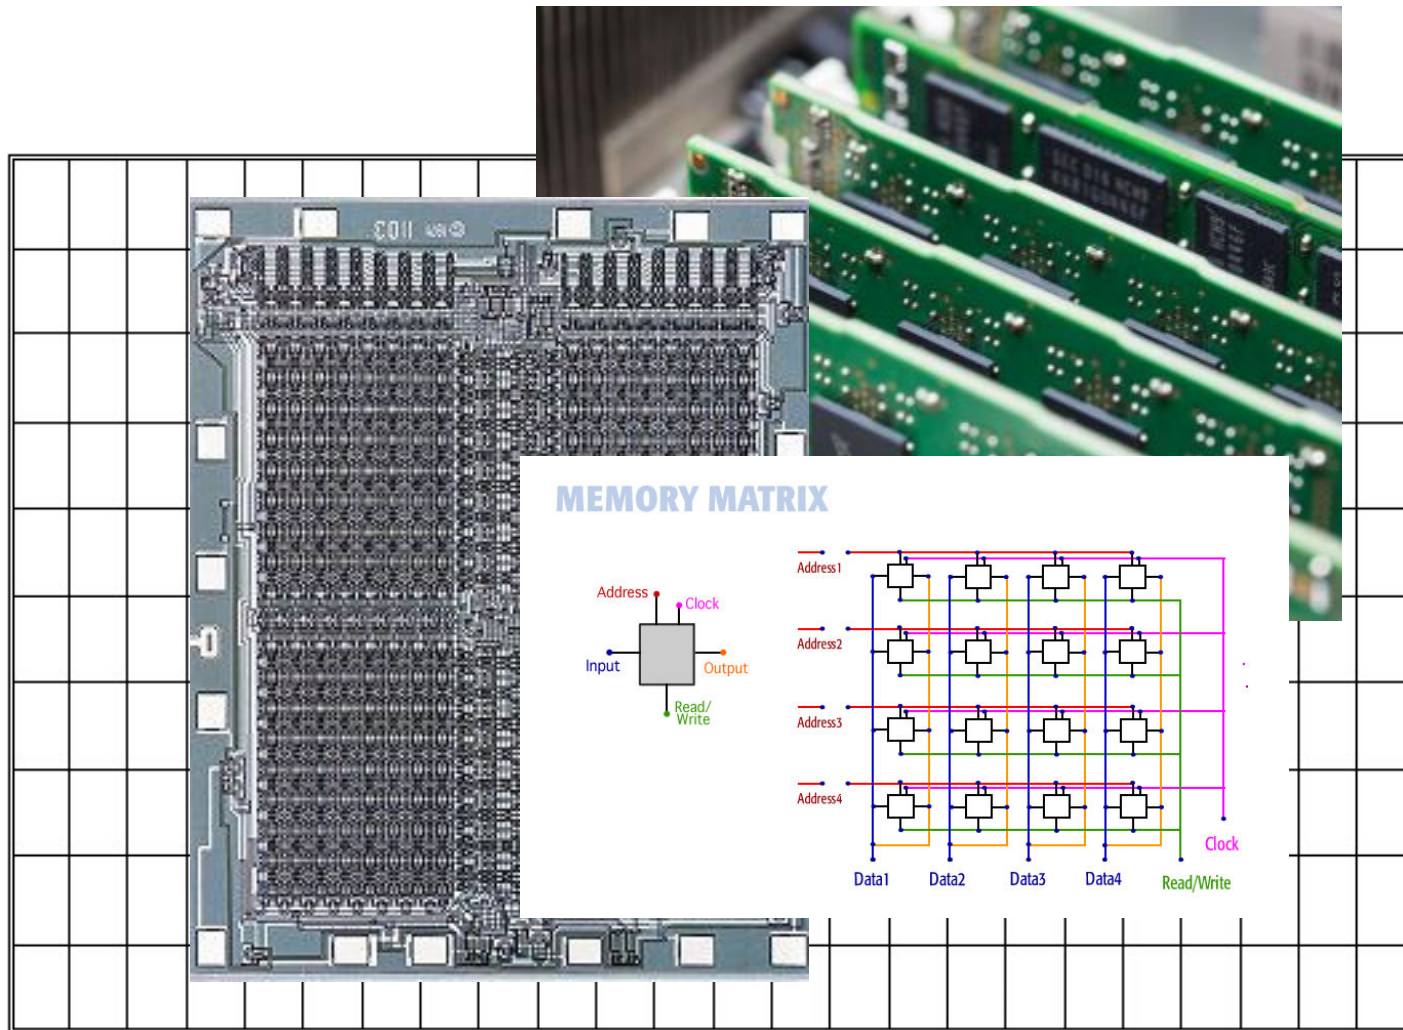 MEMORY MATRIX
Address
Clock
Input
Output
Read/
Write
Address1
Address2
Address3
Address4
Clock
Data1
Data2
Data3
Data4
Read/Write